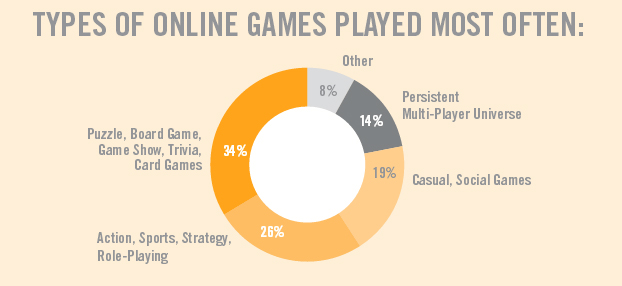 TYPES OF ONLINE GAMES PLAYED MOST OFTEN:
Other
8%
Persistent
Multi-Player Universe
14%
Puzzle, Board Game,
Game Show, Trivia,
Card Games
34%
19%
Casual, Social Games
26%
Action, Sports, Strategy,
Role-Playing